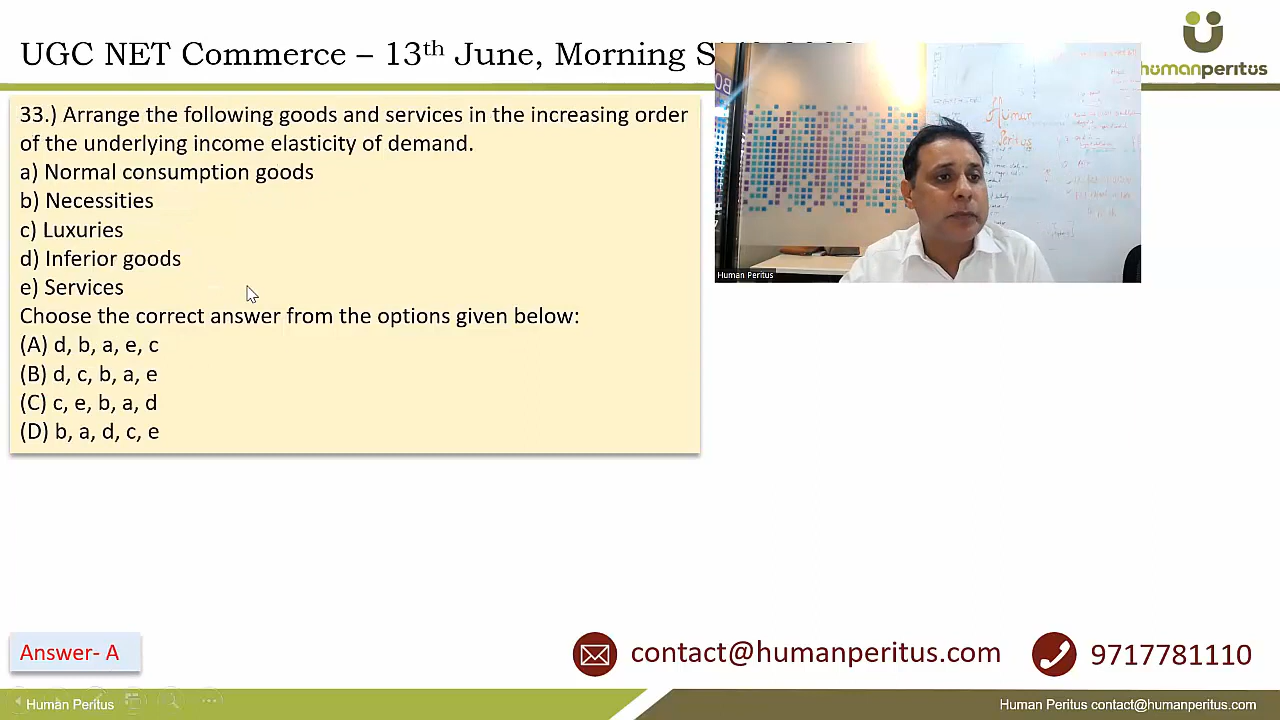 UGC NET Commerce – 13th June, Morning
humanperitus
33.) Arrange the following goods and services in the increasing order
of the underlying income elasticity of demand.
a) Normal consumption goods
b) Necessities
c) Luxuries
d) Inferior goods
e) Services
Choose the correct answer from the options given below:
(A) d, b, a, e, c
(B) d, c, b, a, e
(C) c, e, b, a, d
(D) b, a, d, c, e
Human Peritus
Answer- A
contact@humanperitus.com
9717781110
Human Peritus
Human Peritus contact@humanperitus.com